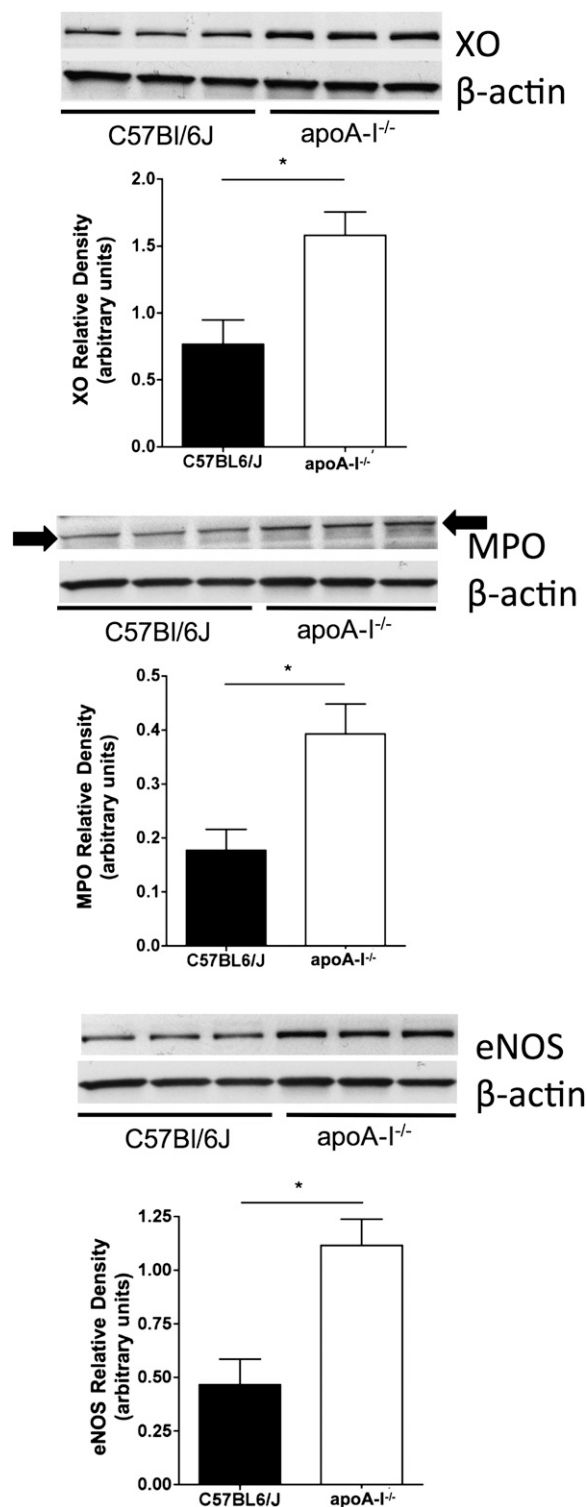 XO
β-actin
C57Bl/6J apoA-I-/-
*
XO Relative Density
(arbitrary units)
2.0
1.5
1.0
0.5
0.0
C57BL6/J apoA-I-/-
MPO
β-actin
C57Bl/6J apoA-I-/-
*
MPO Relative Density
(arbitrary units)
0.5
0.4
0.3
0.2
0.1
0.0
C57BL6/J apoA-I-/-
eNOS
β-actin
C57Bl/6J apoA-I-/-
*
eNOS Relative Density
(arbitrary units)
1.25
1.00
0.75
0.50
0.25
0.00
C57BL6/J apoA-I-/-